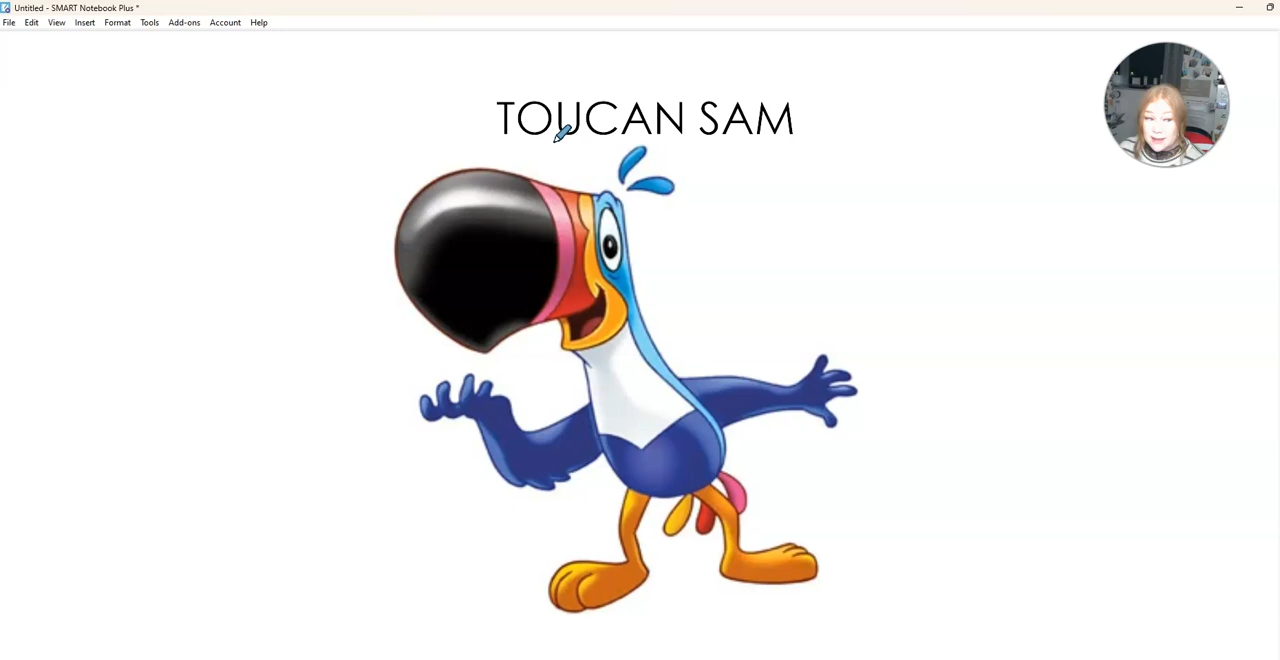 Untitled - SMART Notebook Plus *
File Edit View Insert Format Tools Add-ons Account Help
TOUCAN SAM